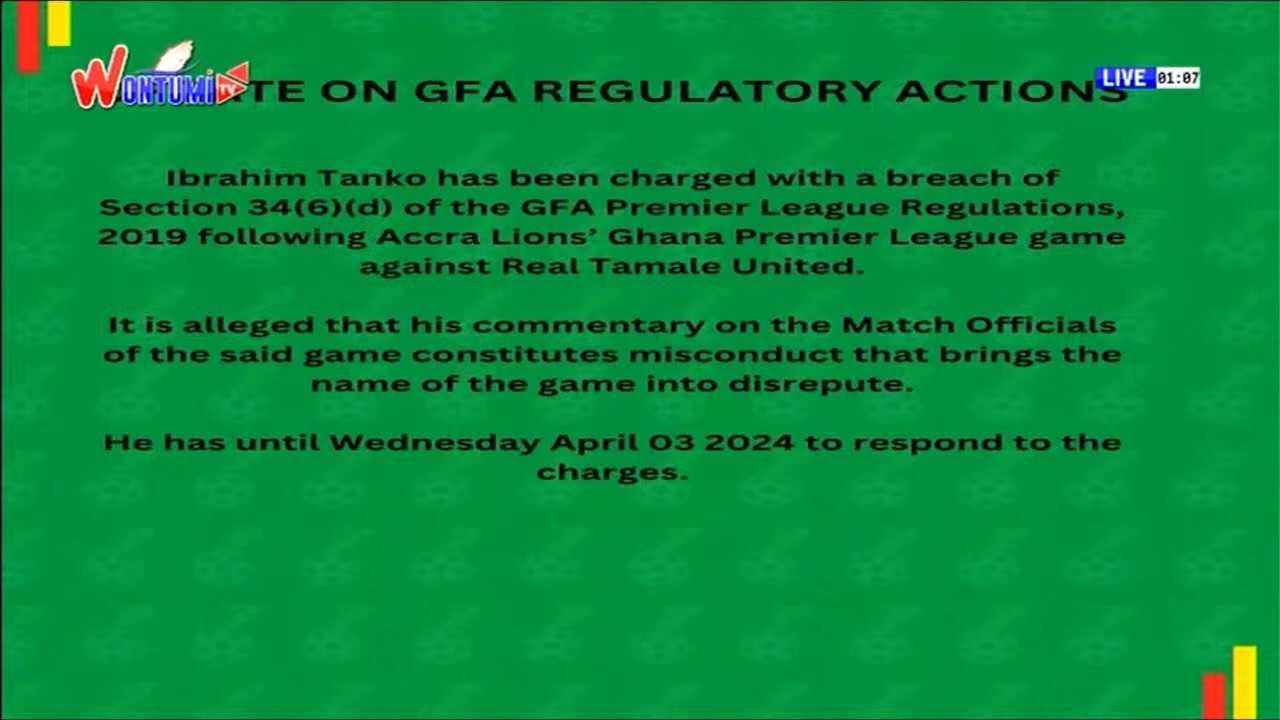 WONTUMI TV
LIVE 01:07
TE ON GFA REGULATORY ACTIONS
Ibrahim Tanko has been charged with a breach of
Section 34(6)(d) of the GFA Premier League Regulations,
2019 following Accra Lions’ Ghana Premier League game
against Real Tamale United.
It is alleged that his commentary on the Match Officials
of the said game constitutes misconduct that brings the
name of the game into disrepute.
He has until Wednesday April 03 2024 to respond to the
charges.